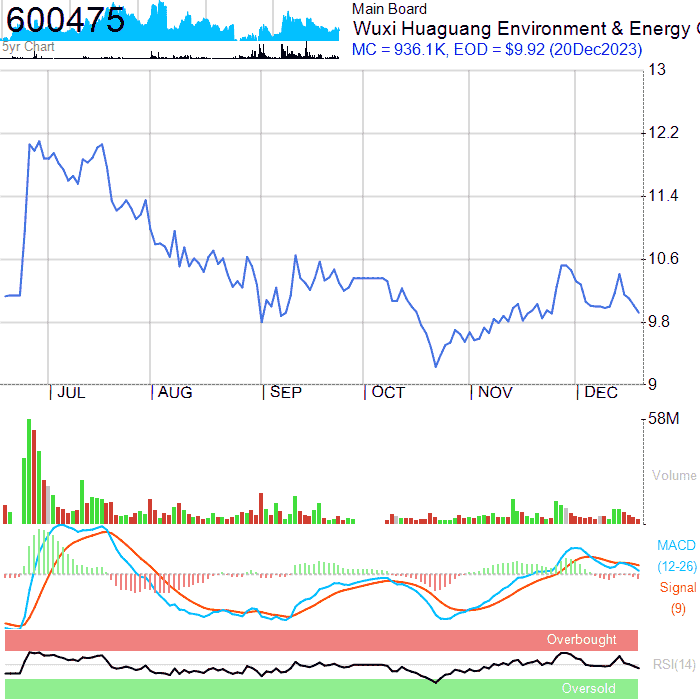 600475
5yr Chart
Main Board
Wuxi Huaguang Environment & Energy
MC = 936.1K, EOD = $9.92 (20Dec2023)
13
12.2
11.4
10.6
9.8
9
JUL AUG SEP OCT NOV DEC
58M
Volume
MACD
(12-26)
Signal
(9)
Overbought
RSI(14)
Oversold